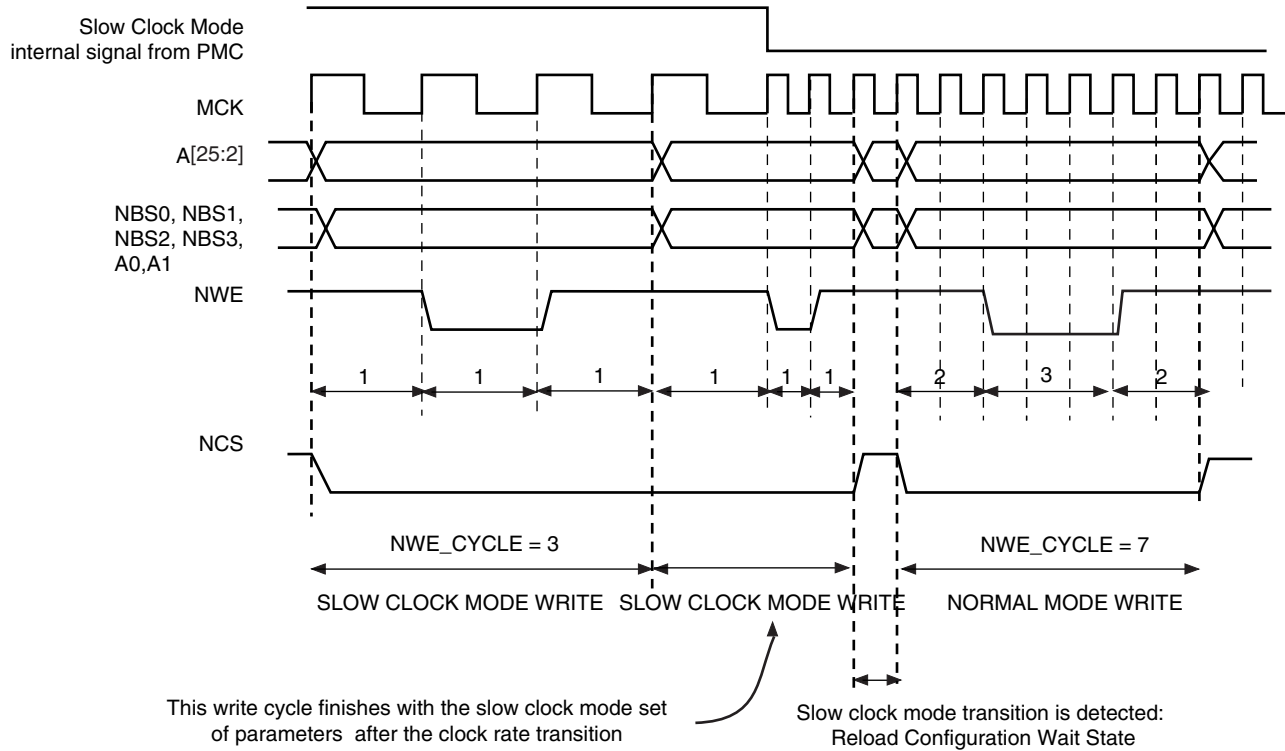 Slow Clock Mode
internal signal from PMC
MCK
A[25:2]
NBS0, NBS1,
NBS2, NBS3,
A0,A1
NWE
1 1 1 1 1 1 2 3 2
NCS
NWE_CYCLE = 3 NWE_CYCLE = 7
SLOW CLOCK MODE WRITE SLOW CLOCK MODE WRITE NORMAL MODE WRITE
This write cycle finishes with the slow clock mode set
of parameters after the clock rate transition
Slow clock mode transition is detected:
Reload Configuration Wait State